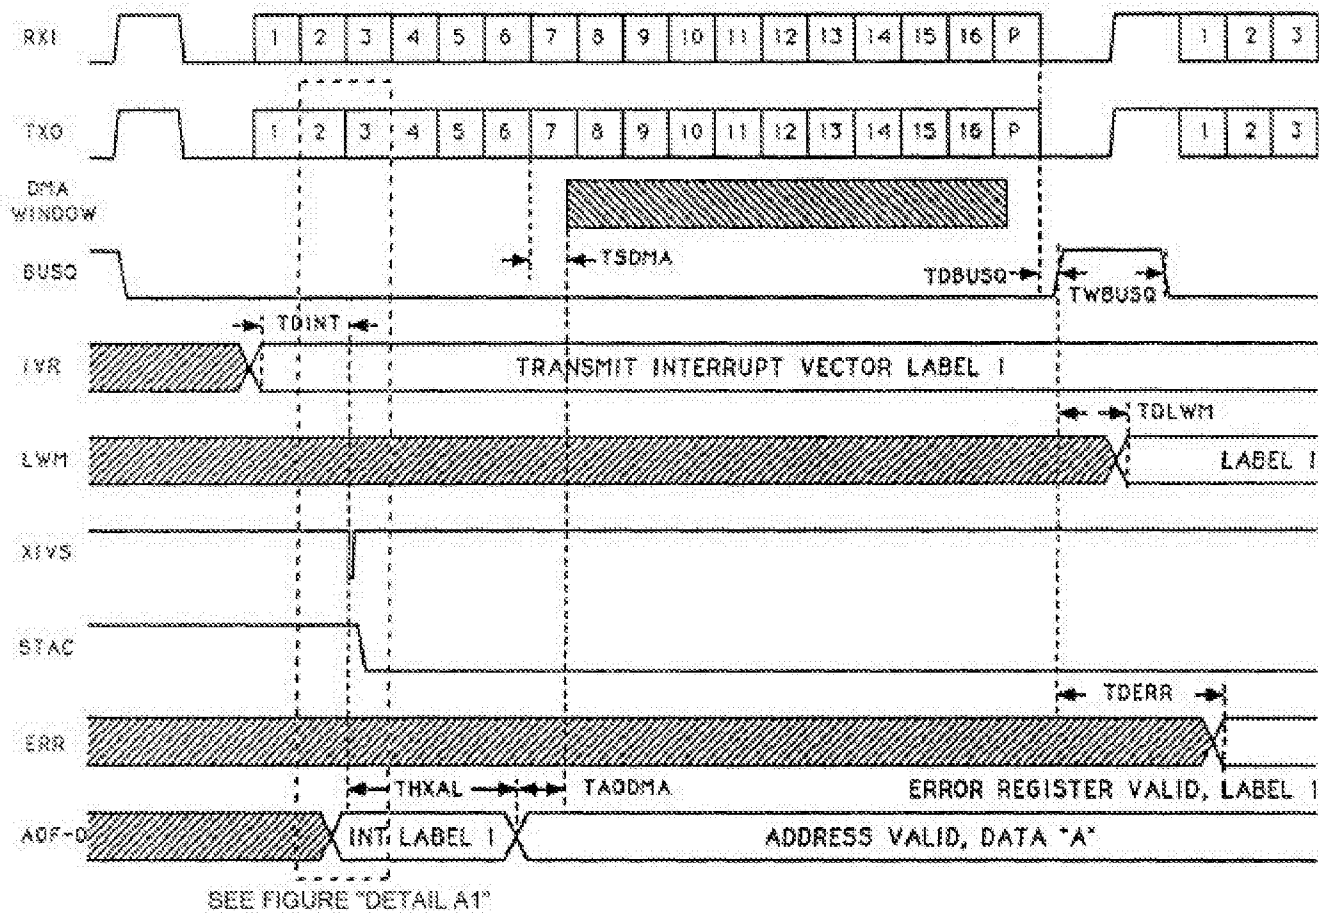 RXI 1 2 3 4 5 6 7 8 9 10 11 12 13 14 15 16 P 1 2 3
TXO 1 2 3 4 5 6 7 8 9 10 11 12 13 14 15 16 P 1 2 3
DMA
WINDOW
TSDMA
BUSQ TDBUSQ TWBUSQ
TDINT
IVR TRANSMIT INTERRUPT VECTOR LABEL 1
TDLWM
LWM LABEL 1
XIVS
STAC
TDERR
ERR
THXAL TAODMA ERROR REGISTER VALID, LABEL 1
AOF-0 INT LABEL 1 ADDRESS VALID, DATA "A"
SEE FIGURE "DETAIL A1"